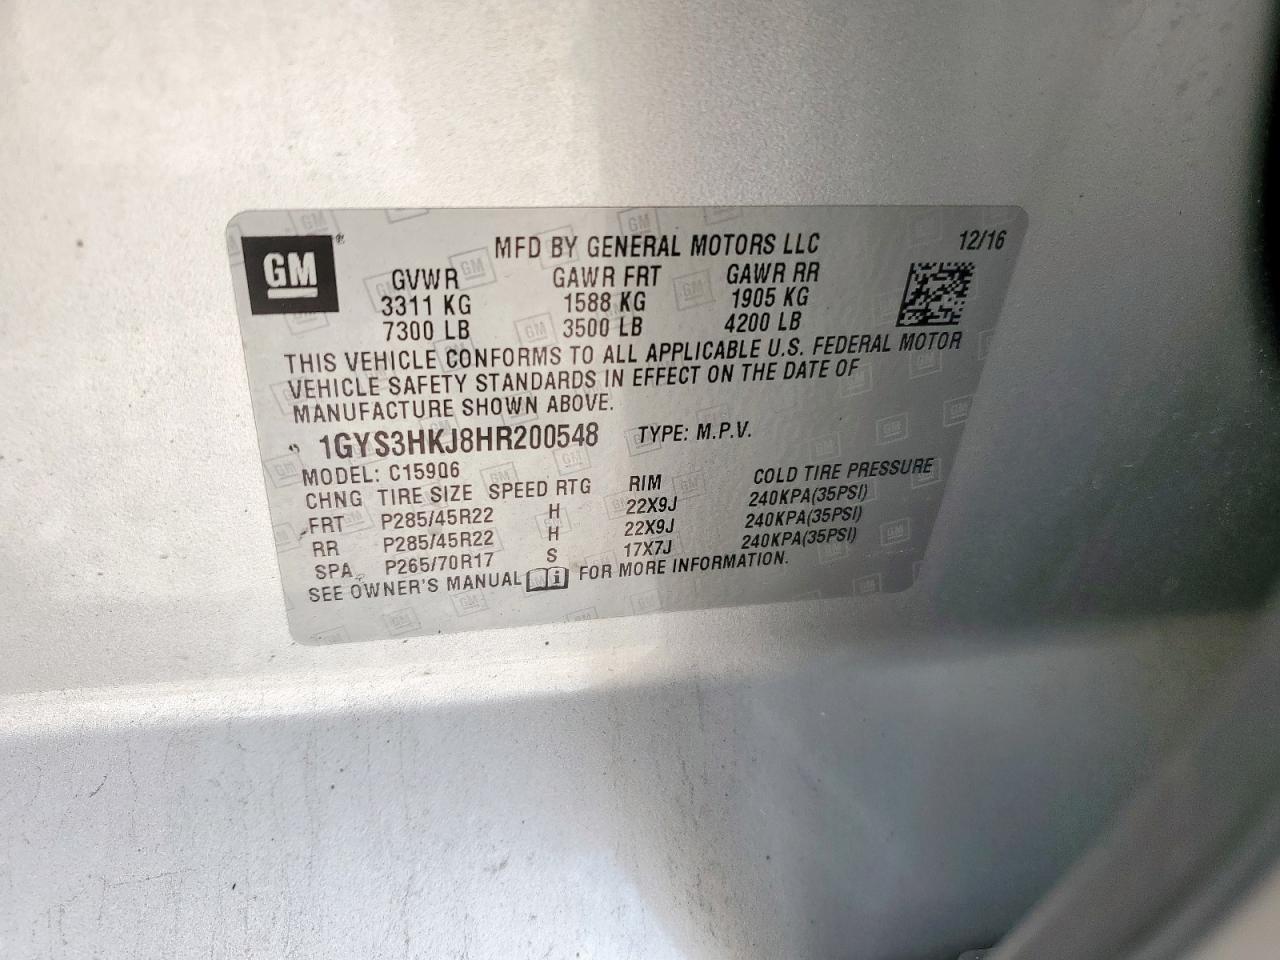 GM ®
MFD BY GENERAL MOTORS LLC 12/16
GVWR GAWR FRT GAWR RR
3311 KG 1588 KG 1905 KG
7300 LB 3500 LB 4200 LB
THIS VEHICLE CONFORMS TO ALL APPLICABLE U.S. FEDERAL MOTOR
VEHICLE SAFETY STANDARDS IN EFFECT ON THE DATE OF
MANUFACTURE SHOWN ABOVE.
1GYS3HKJ8HR200548 TYPE: M.P.V.
MODEL: C15906
CHNG TIRE SIZE SPEED RTG RIM COLD TIRE PRESSURE
FRT P285/45R22 H 22X9J 240KPA(35PSI)
RR P285/45R22 H 22X9J 240KPA(35PSI)
SPA P265/70R17 S 17X7J 240KPA(35PSI)
SEE OWNER'S MANUAL i FOR MORE INFORMATION.